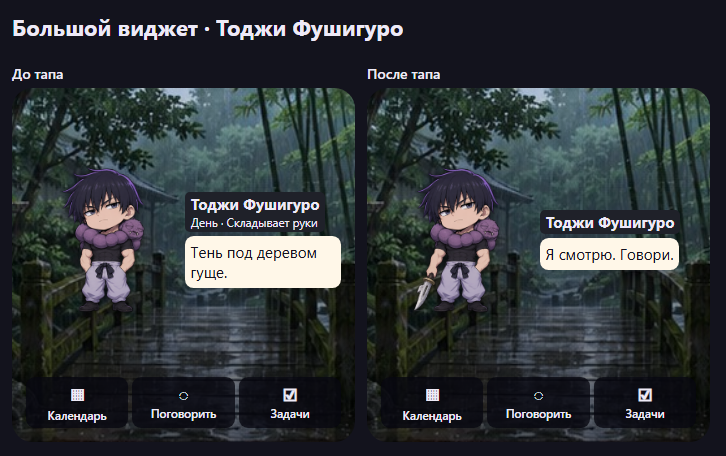 Большой виджет · Тоджи Фушигуро
До тапа
Тоджи Фушигуро
День · Складывает руки
Тень под деревом
гуще.
Календарь
Поговорить
Задачи
После тапа
Тоджи Фушигуро
Я смотрю. Говори.
Календарь
Поговорить
Задачи